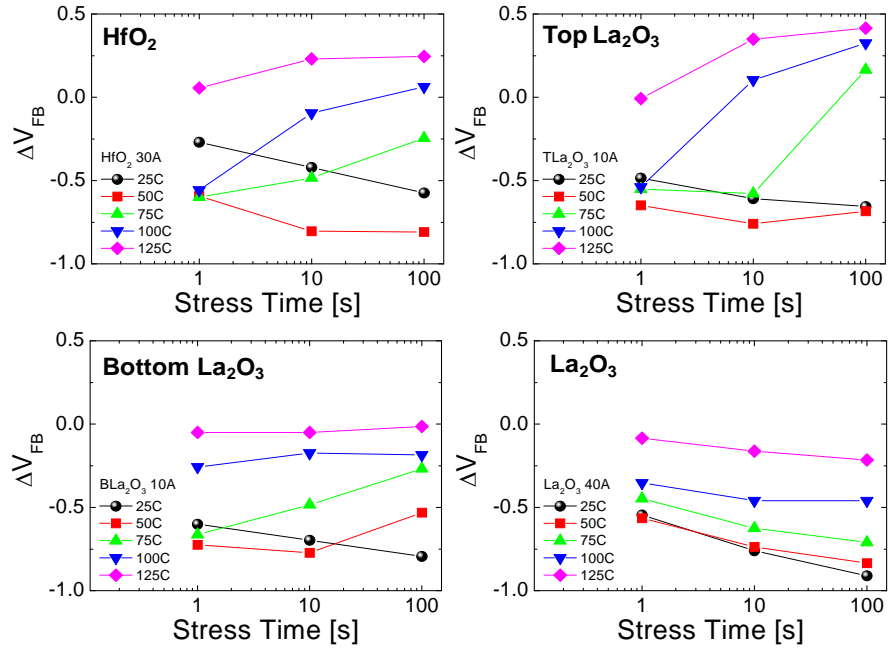 HfO₂
0.5
0.0
-0.5
-1.0
ΔV_FB
HfO₂ 30A
25C
50C
75C
100C
125C
1
10
100
Stress Time [s]
Top La₂O₃
0.5
0.0
-0.5
-1.0
ΔV_FB
TLa₂O₃ 10A
25C
50C
75C
100C
125C
1
10
100
Stress Time [s]
Bottom La₂O₃
0.5
0.0
-0.5
-1.0
ΔV_FB
BLa₂O₃ 10A
25C
50C
75C
100C
125C
1
10
100
Stress Time [s]
La₂O₃
0.5
0.0
-0.5
-1.0
ΔV_FB
La₂O₃ 40A
25C
50C
75C
100C
125C
1
10
100
Stress Time [s]